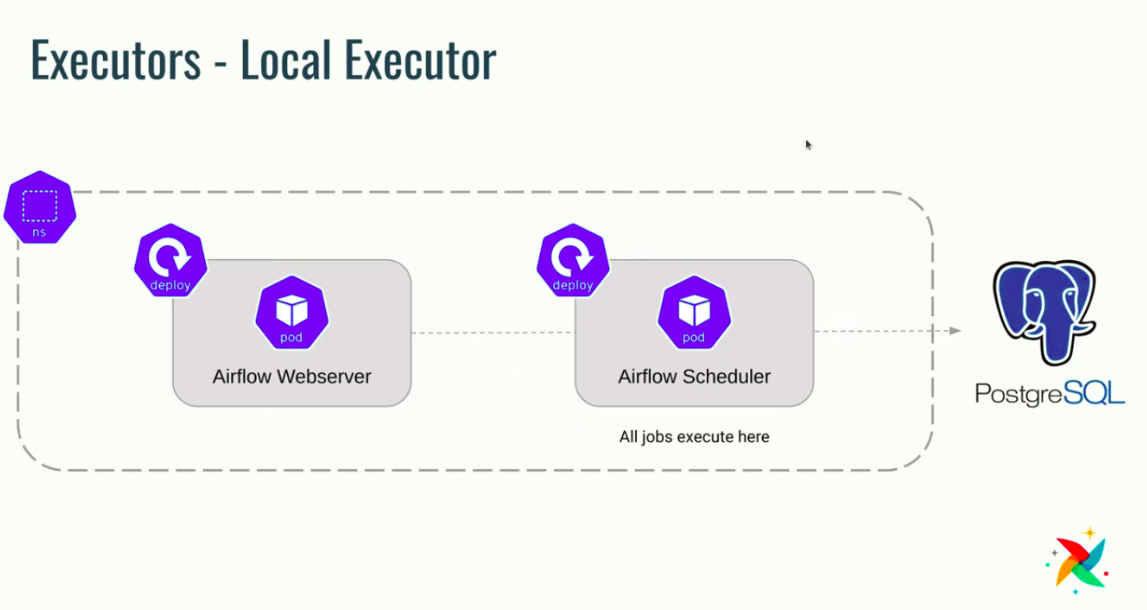 Executors - Local Executor
ns
deploy
deploy
pod
pod
Airflow Webserver
Airflow Scheduler
PostgreSQL
All jobs execute here